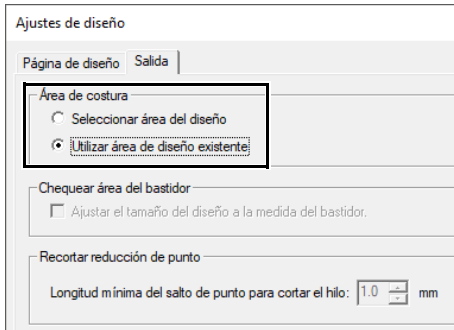 Ajustes de diseño
Página de diseño Salida
Área de costura
Seleccionar área del diseño
Utilizar área de diseño existente
Chequear área del bastidor
Ajustar el tamaño del diseño a la medida del bastidor.
Recortar reducción de punto
Longitud mínima del salto de punto para cortar el hilo: 1.0 mm